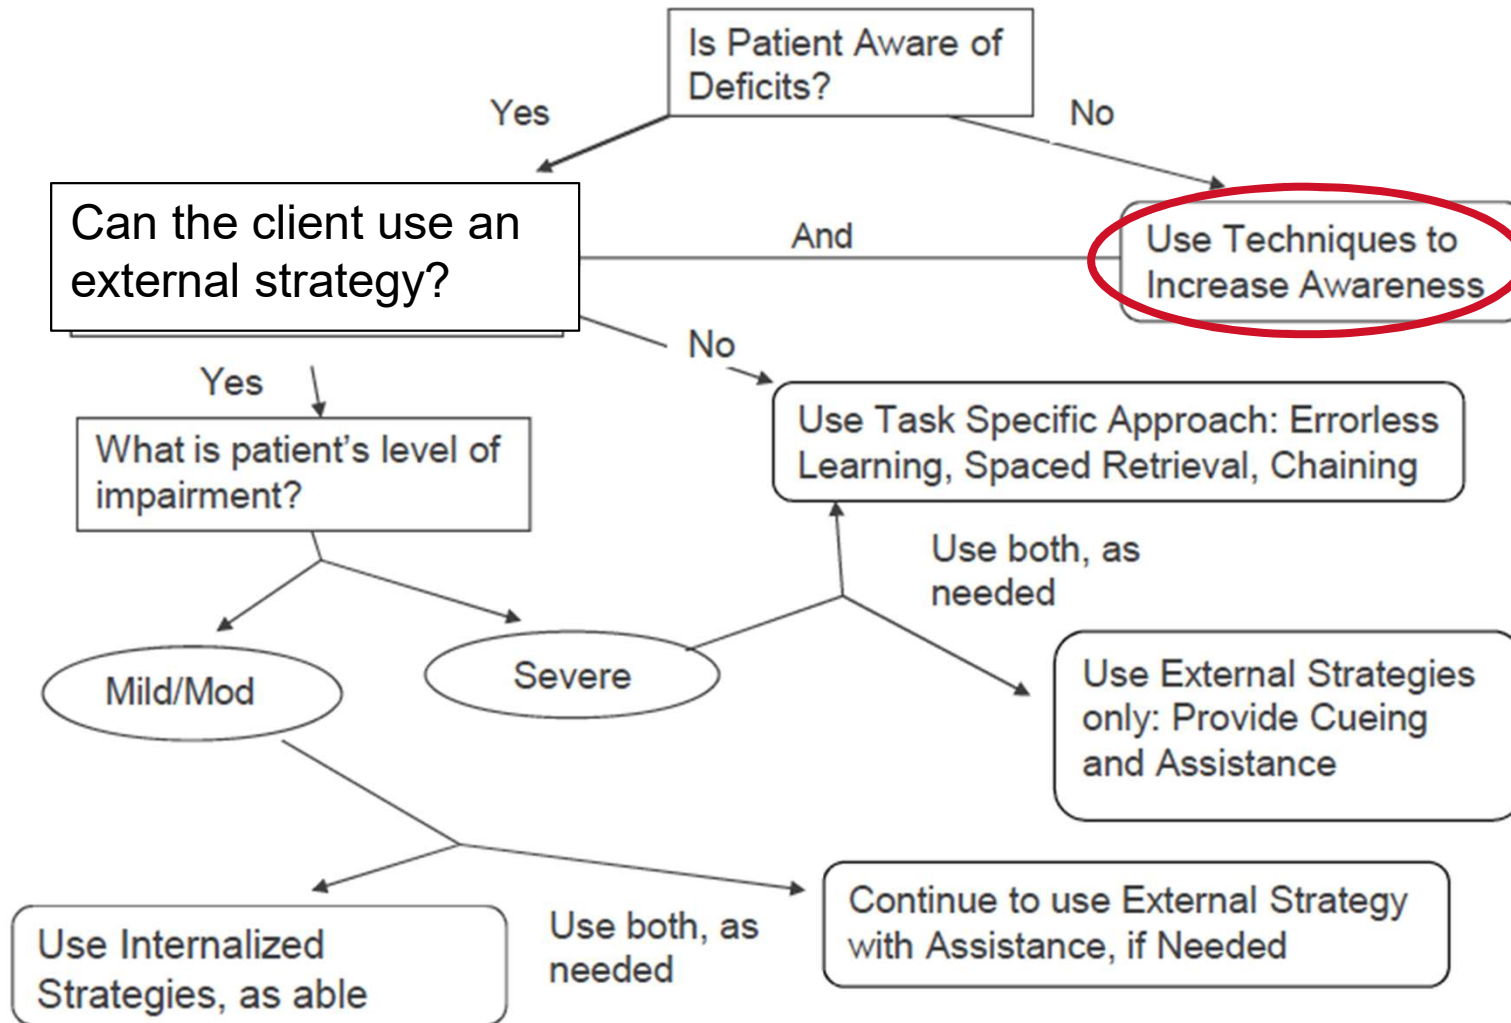 Is Patient Aware of
Deficits?
Yes
No
Can the client use an
external strategy?
And
Use Techniques to
Increase Awareness
No
Yes
Use Task Specific Approach: Errorless
Learning, Spaced Retrieval, Chaining
What is patient's level of
impairment?
Use both, as
needed
Mild/Mod
Severe
Use External Strategies
only: Provide Cueing
and Assistance
Use Internalized
Strategies, as able
Use both, as
needed
Continue to use External Strategy
with Assistance, if Needed